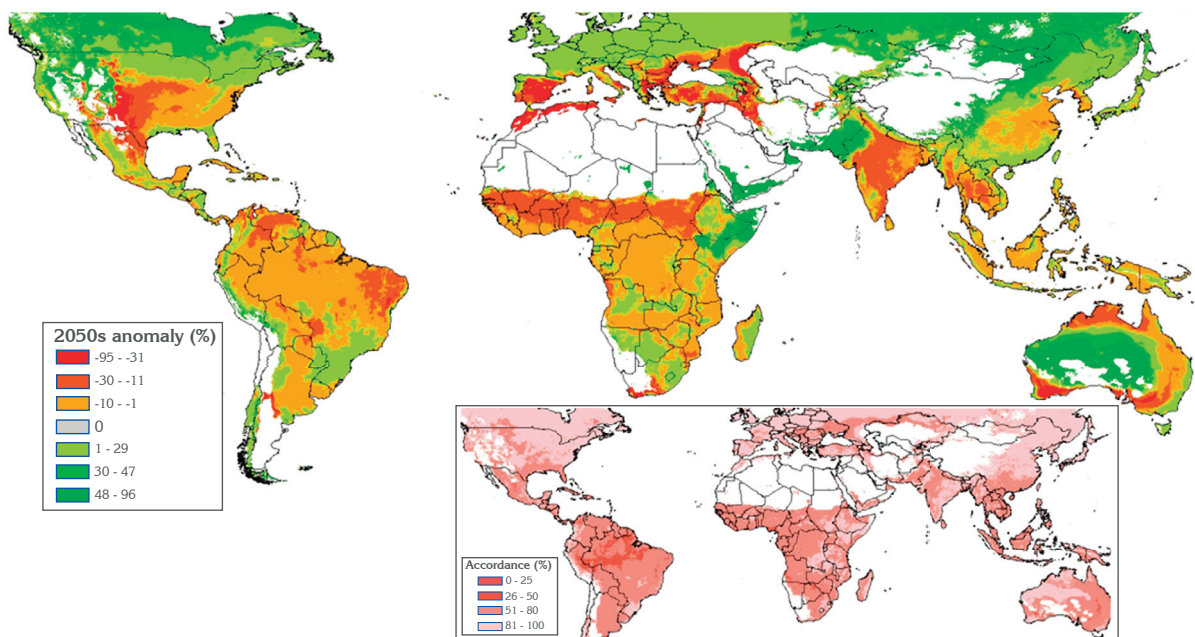 2050s anomaly (%)
-95 - -31
-30 - -11
-10 - -1
0
1 - 29
30 - 47
48 - 96
Accordance (%)
0 - 25
26 - 50
51 - 80
81 - 100